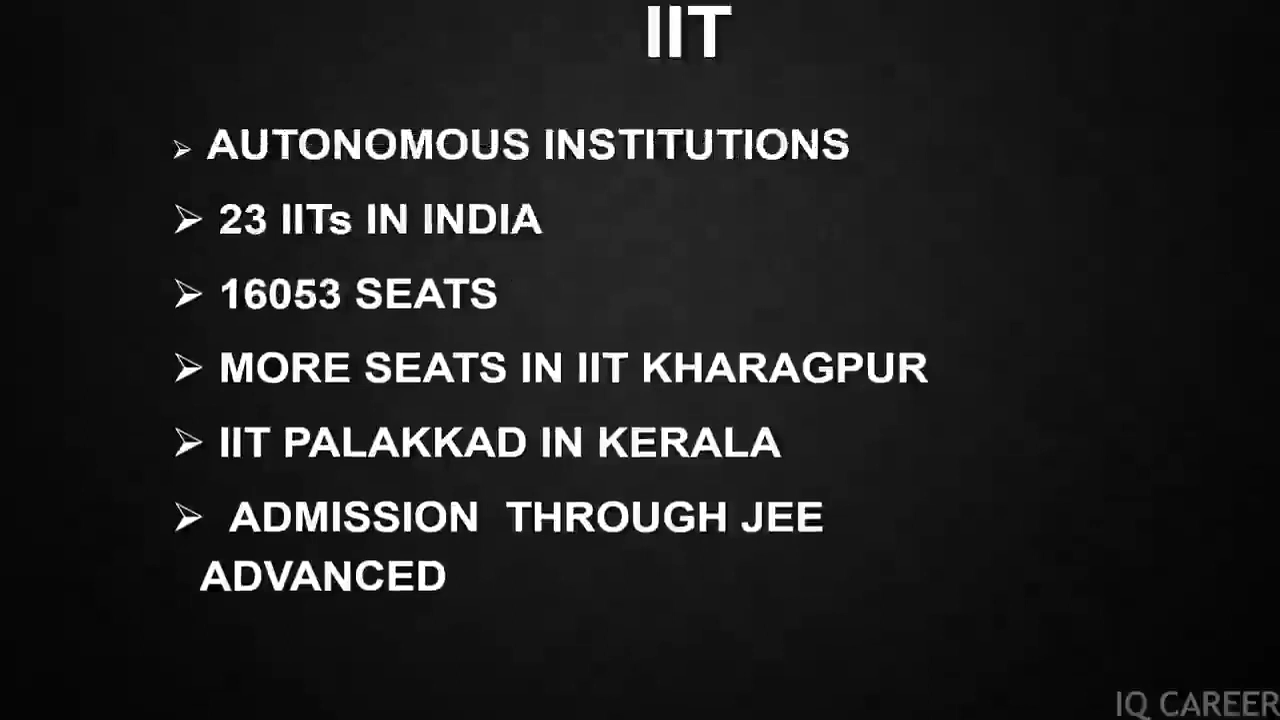 IIT
➢ AUTONOMOUS INSTITUTIONS
➢ 23 IITs IN INDIA
➢ 16053 SEATS
➢ MORE SEATS IN IIT KHARAGPUR
➢ IIT PALAKKAD IN KERALA
➢ ADMISSION THROUGH JEE
ADVANCED
IQ CAREER